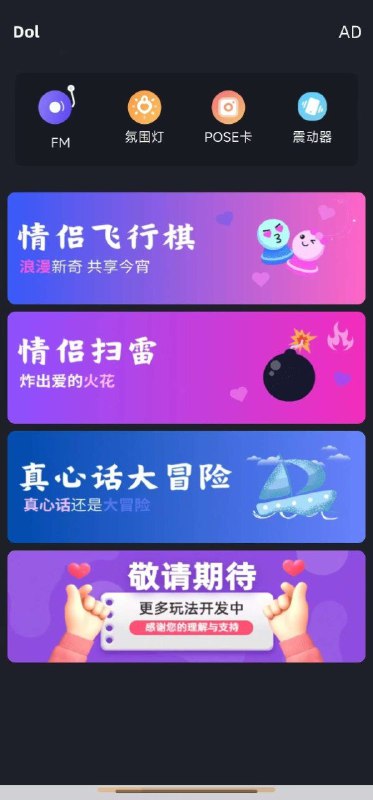 Dol
AD
FM
氛围灯
POSE卡
震动器
情侣飞行棋
浪漫新奇 共享今宵
情侣扫雷
炸出爱的火花
真心话大冒险
真心话还是大冒险
敬请期待
更多玩法开发中
感谢您的理解与支持